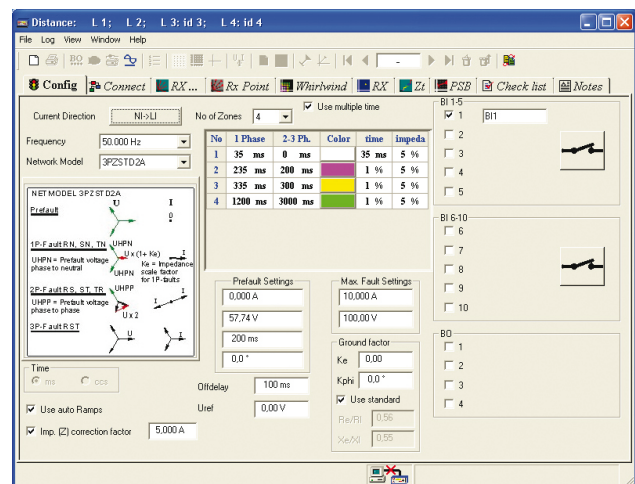 Distance: L 1; L 2; L 3: id 3; L 4: id 4
File Log View Window Help
BO
-
Config Connect RX... Rx Point Whirlwind RX Zt PSB Check list Notes
Current Direction NI->LI No of Zones 4 Use multiple time
Frequency 50.000 Hz
Network Model 3PZSTD2A
No 1 Phase 2-3 Ph. Color time impeda
1 35 ms 0 ms 35 ms 5 %
2 235 ms 200 ms 1 % 5 %
3 335 ms 300 ms 1 % 5 %
4 1200 ms 3000 ms 1 % 5 %
NET MODEL 3PZSTD2A
U I
Prefault
0
1P-Fault RN, SN, TN
UHPN
U x (1+ Ke)
I
UHPN = Prefault voltage
phase to neutral
UHPN
Ke = Impedance
scale factor
for 1P-faults
2P-Fault RS, ST, TR
UHPP
UHPP = Prefault voltage
phase to phase
I
U x 2
3P-Fault RST
U I
Time
ms ccs
Use auto Ramps
Imp. (Z) correction factor 5,000 A
Prefault Settings
0,000 A
57,74 V
200 ms
0,0 °
Offdelay 100 ms
Uref 0,00 V
Max. Fault Settings
10,000 A
100,00 V
Ground factor
Ke 0,00
Kphi 0,0 °
Use standard
Re/Rl 0,56
Xe/Xl 0,55
BI 1-5
1 BI1
2
3
4
5
BI 6-10
6
7
8
9
10
BO
1
2
3
4